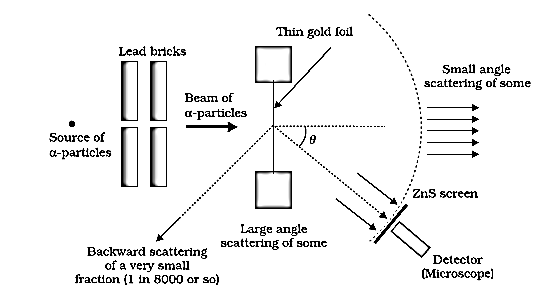 Thin gold foil
Lead bricks
Small angle
scattering of some
Beam of
α-particles
Source of
α-particles
θ
ZnS screen
Large angle
scattering of some
Backward scattering
of a very small
fraction (1 in 8000 or so)
Detector
(Microscope)